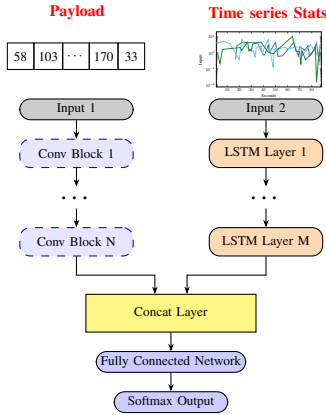 Payload
Time series Stats
58 103 ··· 170 33
Seconds
Input 1
Input 2
Conv Block 1
LSTM Layer 1
···
···
Conv Block N
LSTM Layer M
Concat Layer
Fully Connected Network
Softmax Output